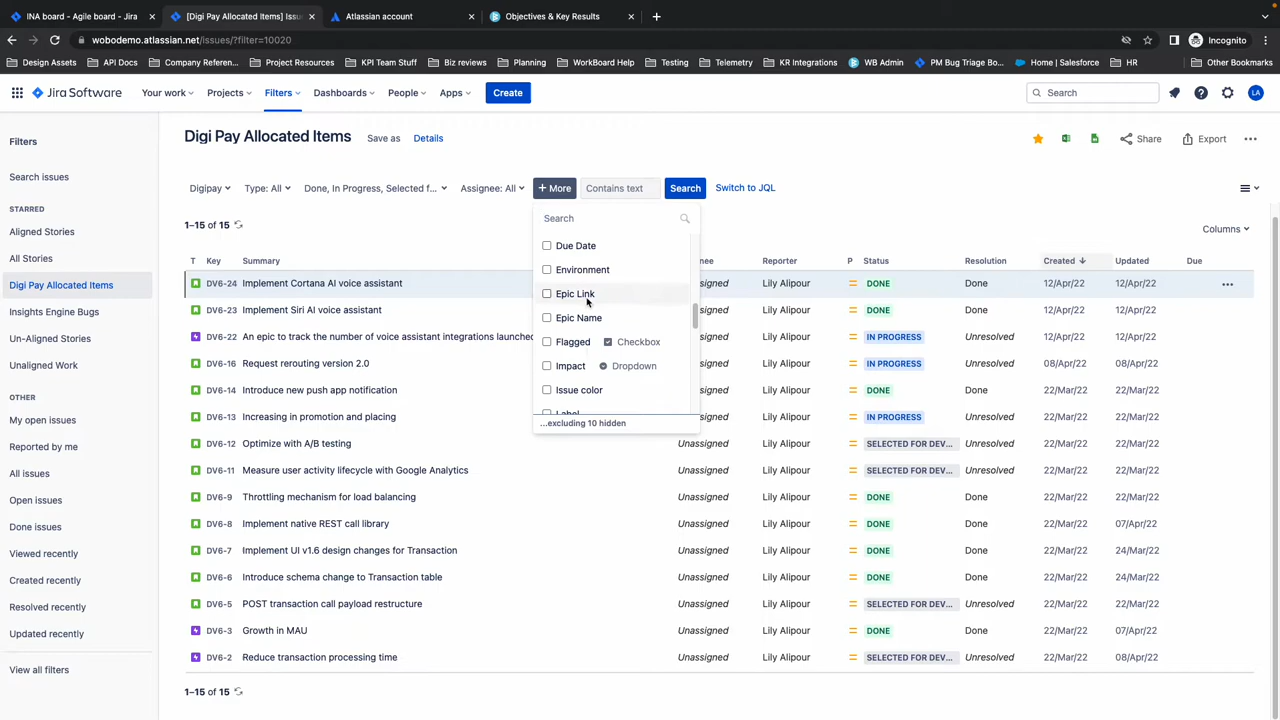 INA board - Agile board - Jira
[Digi Pay Allocated Items] Issu
Atlassian account
Objectives & Key Results
wobodemo.atlassian.net/issues/?filter=10020
Incognito
Design Assets
API Docs
Company Referen...
Project Resources
KPI Team Stuff
Biz reviews
Planning
WorkBoard Help
Testing
Telemetry
KR Integrations
WB Admin
PM Bug Triage Bo...
Home | Salesforce
HR
Other Bookmarks
Jira Software
Your work
Projects
Filters
Dashboards
People
Apps
Create
Search
LA
Filters
Search issues
STARRED
Aligned Stories
All Stories
Digi Pay Allocated Items
Insights Engine Bugs
Un-Aligned Stories
Unaligned Work
OTHER
My open issues
Reported by me
All issues
Open issues
Done issues
Viewed recently
Created recently
Resolved recently
Updated recently
View all filters
Digi Pay Allocated Items
Save as
Details
Share
Export
Digipay
Type: All
Done, In Progress, Selected f...
Assignee: All
+ More
Contains text
Search
Switch to JQL
1–15 of 15
Columns
Search
Due Date
Environment
Epic Link
Epic Name
Flagged Checkbox
Impact Dropdown
Issue color
Label
...excluding 10 hidden
T Key Summary nee Reporter P Status Resolution Created Updated Due
DV6-24 Implement Cortana AI voice assistant Lily Alipour DONE Done 12/Apr/22 12/Apr/22
DV6-23 Implement Siri AI voice assistant Lily Alipour DONE Done 12/Apr/22 12/Apr/22
DV6-22 An epic to track the number of voice assistant integrations launched Lily Alipour IN PROGRESS Unresolved 12/Apr/22 12/Apr/22
DV6-16 Request rerouting version 2.0 Lily Alipour IN PROGRESS Unresolved 08/Apr/22 08/Apr/22
DV6-14 Introduce new push app notification Lily Alipour DONE Done 22/Mar/22 22/Mar/22
DV6-13 Increasing in promotion and placing Lily Alipour IN PROGRESS Unresolved 22/Mar/22 22/Mar/22
DV6-12 Optimize with A/B testing Unassigned Lily Alipour SELECTED FOR DEV... Unresolved 22/Mar/22 22/Mar/22
DV6-11 Measure user activity lifecycle with Google Analytics Unassigned Lily Alipour SELECTED FOR DEV... Unresolved 22/Mar/22 22/Mar/22
DV6-9 Throttling mechanism for load balancing Unassigned Lily Alipour DONE Done 22/Mar/22 22/Mar/22
DV6-8 Implement native REST call library Unassigned Lily Alipour DONE Done 22/Mar/22 07/Apr/22
DV6-7 Implement UI v1.6 design changes for Transaction Unassigned Lily Alipour DONE Done 22/Mar/22 24/Mar/22
DV6-6 Introduce schema change to Transaction table Unassigned Lily Alipour DONE Done 22/Mar/22 24/Mar/22
DV6-5 POST transaction call payload restructure Unassigned Lily Alipour SELECTED FOR DEV... Unresolved 22/Mar/22 22/Mar/22
DV6-3 Growth in MAU Unassigned Lily Alipour DONE Done 22/Mar/22 07/Apr/22
DV6-2 Reduce transaction processing time Unassigned Lily Alipour SELECTED FOR DEV... Unresolved 22/Mar/22 08/Apr/22
1–15 of 15